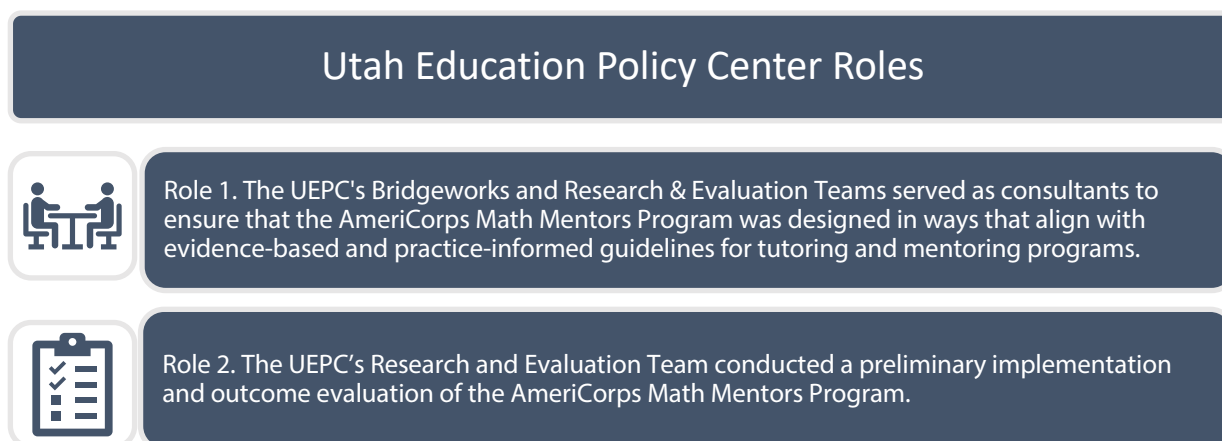 Utah Education Policy Center Roles
Role 1. The UEPC's Bridgeworks and Research & Evaluation Teams served as consultants to
ensure that the AmeriCorps Math Mentors Program was designed in ways that align with
evidence-based and practice-informed guidelines for tutoring and mentoring programs.
Role 2. The UEPC’s Research and Evaluation Team conducted a preliminary implementation
and outcome evaluation of the AmeriCorps Math Mentors Program.